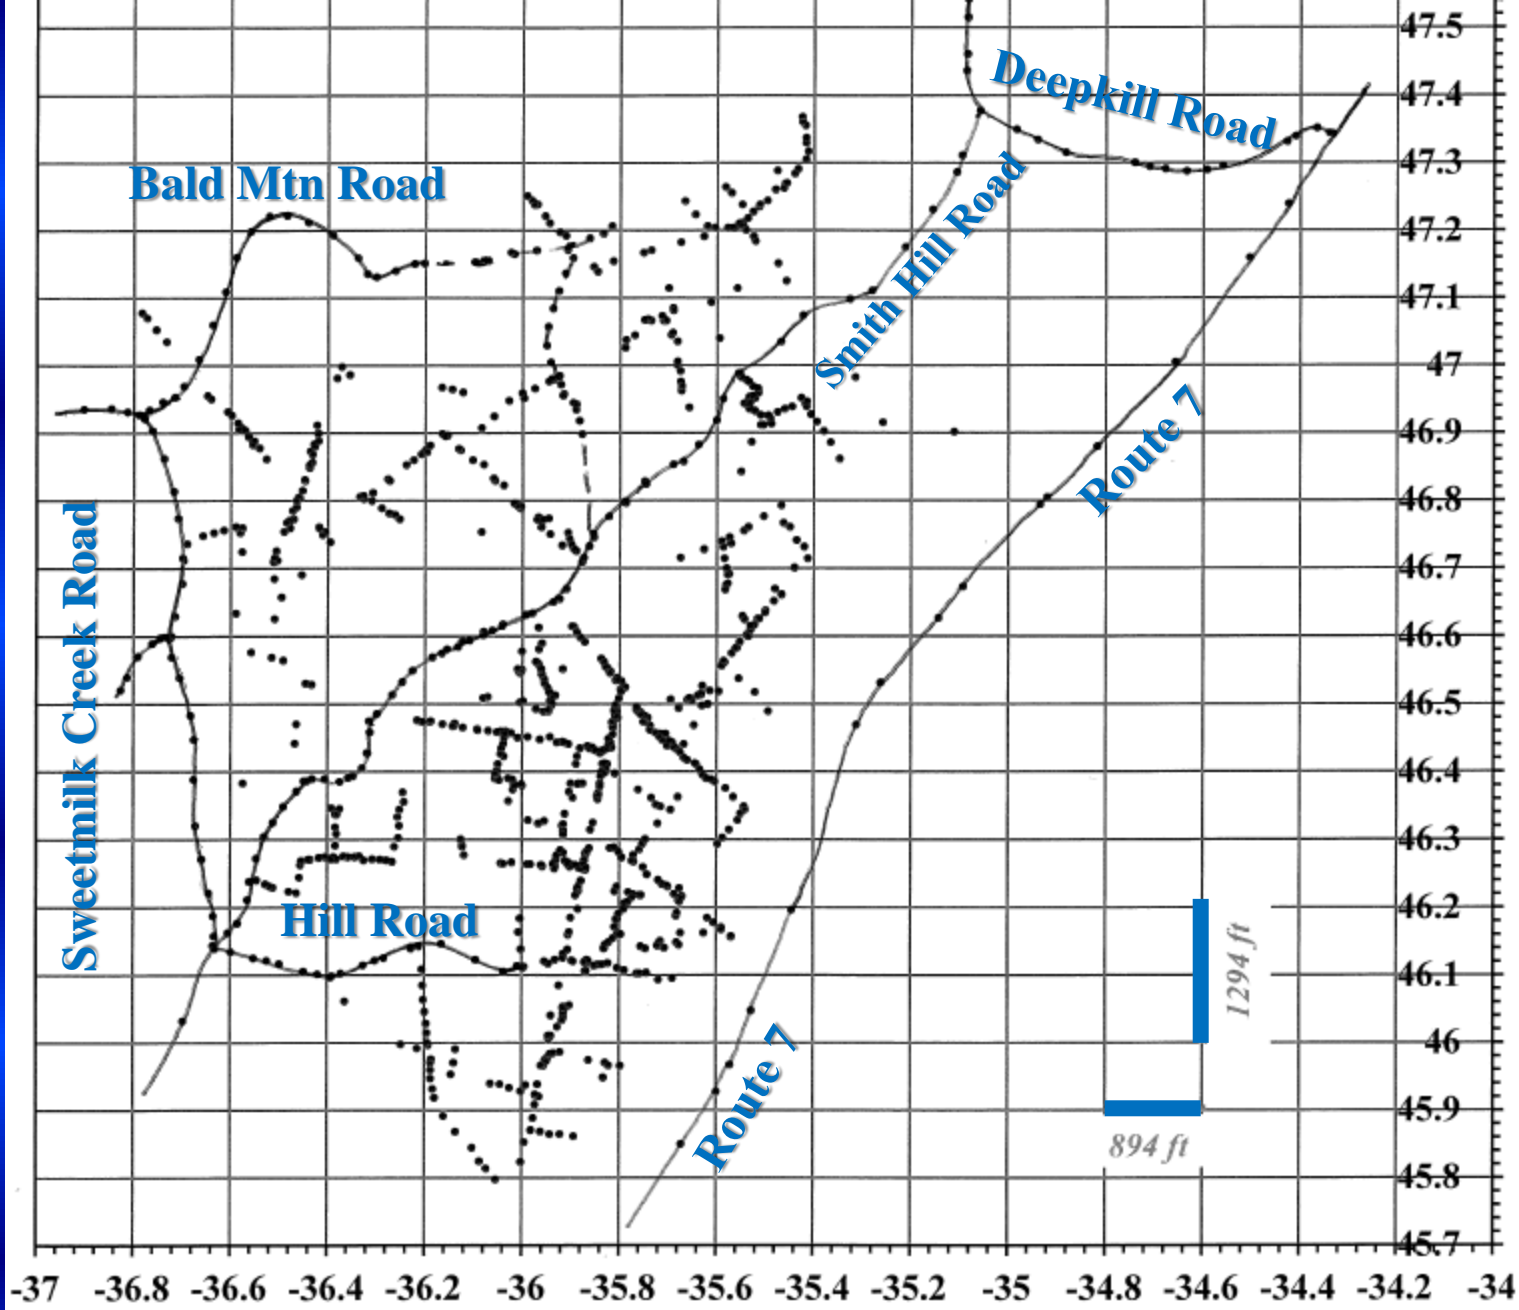 47.5
Deepkill Road
47.4
47.3
Bald Mtn Road
47.2
Smith Hill Road
47.1
47
46.9
Route 7
46.8
46.7
Sweetmilk Creek Road
46.6
46.5
46.4
46.3
Hill Road
46.2
1294 ft
46.1
46
Route 7
45.9
894 ft
45.8
45.7
-37 -36.8 -36.6 -36.4 -36.2 -36 -35.8 -35.6 -35.4 -35.2 -35 -34.8 -34.6 -34.4 -34.2 -34